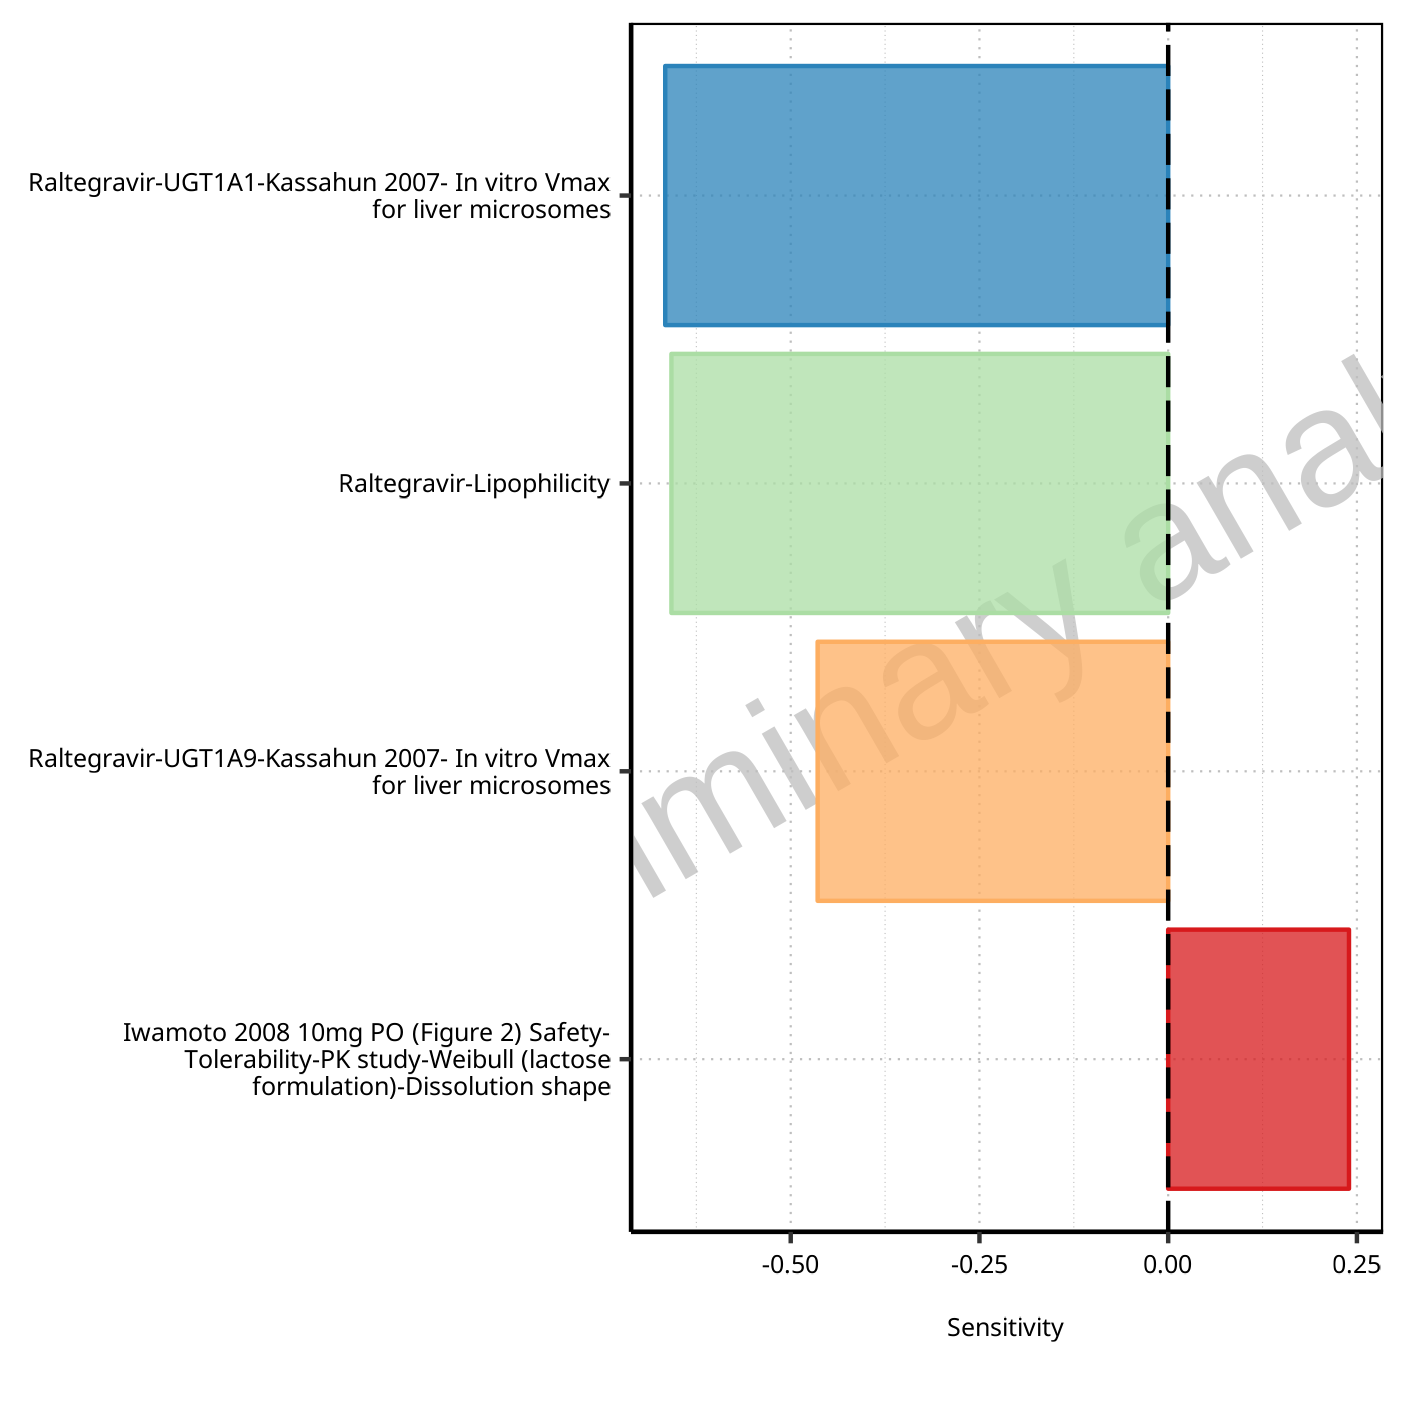 Raltegravir-UGT1A1-Kassahun 2007- In vitro Vmax
for liver microsomes
Raltegravir-Lipophilicity
Raltegravir-UGT1A9-Kassahun 2007- In vitro Vmax
for liver microsomes
Iwamoto 2008 10mg PO (Figure 2) Safety-
Tolerability-PK study-Weibull (lactose
formulation)-Dissolution shape
minary anal
-0.50 -0.25 0.00 0.25
Sensitivity